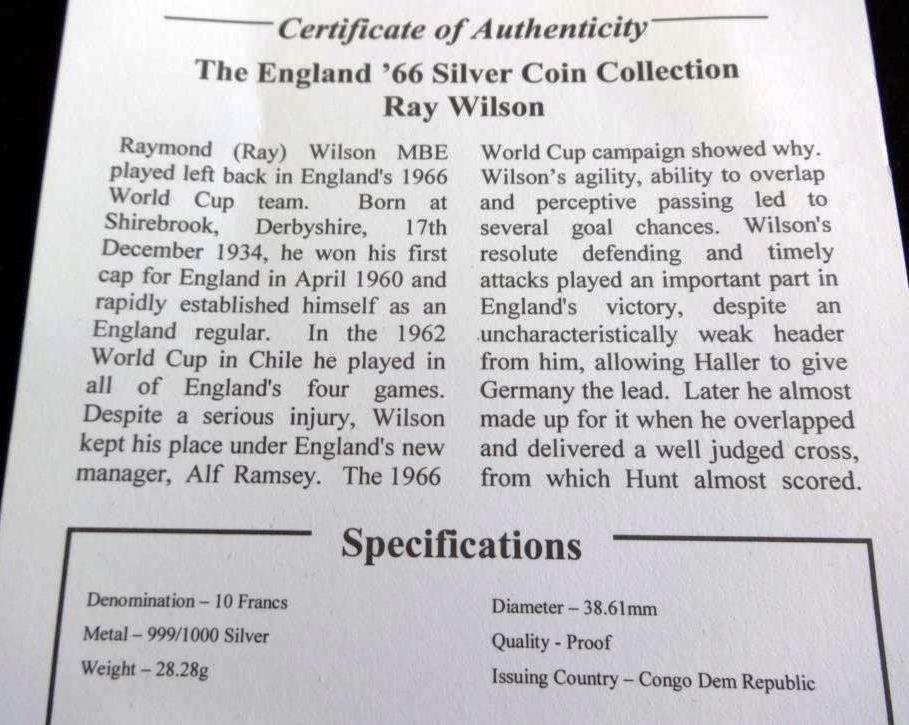 Certificate of Authenticity
The England ’66 Silver Coin Collection
Ray Wilson
Raymond (Ray) Wilson MBE
played left back in England's 1966
World Cup team. Born at
Shirebrook, Derbyshire, 17th
December 1934, he won his first
cap for England in April 1960 and
rapidly established himself as an
England regular. In the 1962
World Cup in Chile he played in
all of England's four games.
Despite a serious injury, Wilson
kept his place under England's new
manager, Alf Ramsey. The 1966
World Cup campaign showed why.
Wilson’s agility, ability to overlap
and perceptive passing led to
several goal chances. Wilson's
resolute defending and timely
attacks played an important part in
England's victory, despite an
uncharacteristically weak header
from him, allowing Haller to give
Germany the lead. Later he almost
made up for it when he overlapped
and delivered a well judged cross,
from which Hunt almost scored.
Specifications
Denomination – 10 Francs
Metal – 999/1000 Silver
Weight – 28.28g
Diameter – 38.61mm
Quality - Proof
Issuing Country – Congo Dem Republic